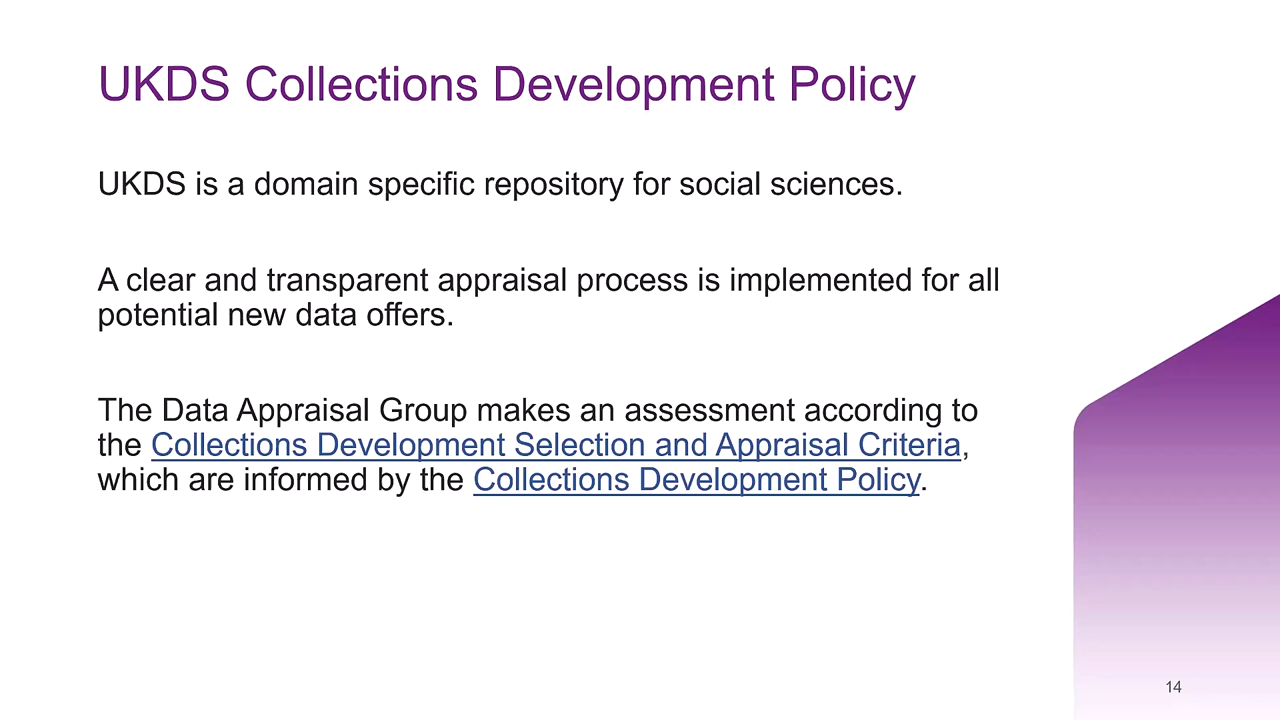 UKDS Collections Development Policy
UKDS is a domain specific repository for social sciences.
A clear and transparent appraisal process is implemented for all
potential new data offers.
The Data Appraisal Group makes an assessment according to
the Collections Development Selection and Appraisal Criteria,
which are informed by the Collections Development Policy.
14